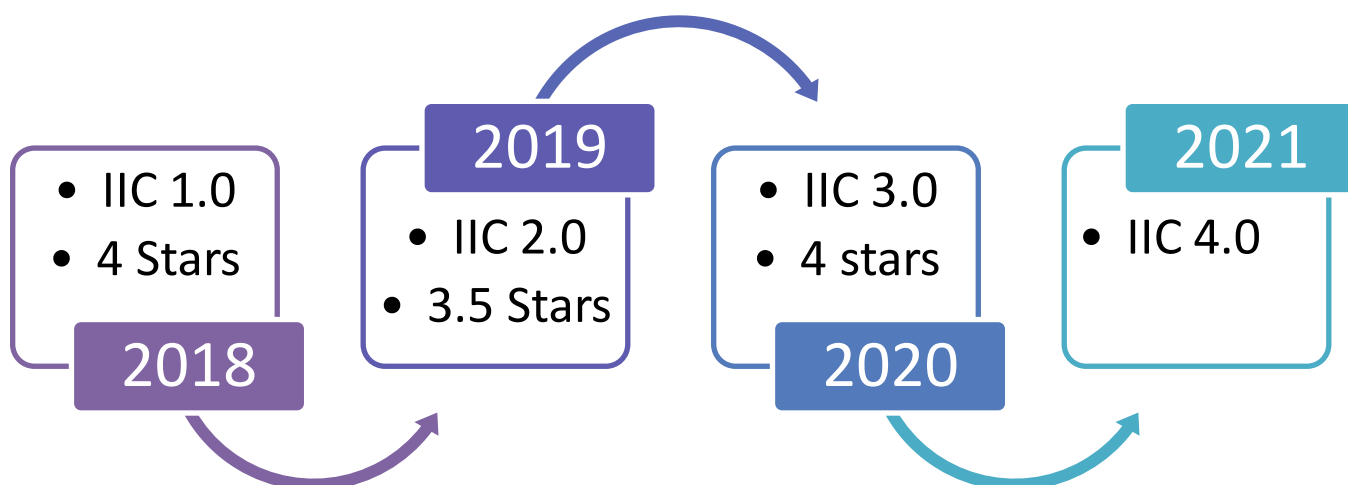 • IIC 1.0
• 4 Stars
2018
2019
• IIC 2.0
• 3.5 Stars
• IIC 3.0
• 4 stars
2020
2021
• IIC 4.0